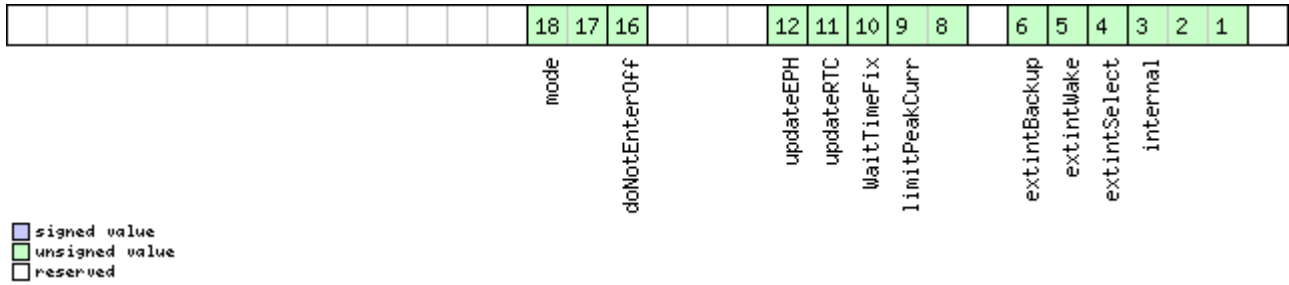 18 17 16 12 11 10 9 8 6 5 4 3 2 1
mode
doNotEnterOff
updateEPH
updateRTC
WaitTimeFix
limitPeakCurr
extintBackup
extintWake
extintSelect
internal
signed value
unsigned value
reserved